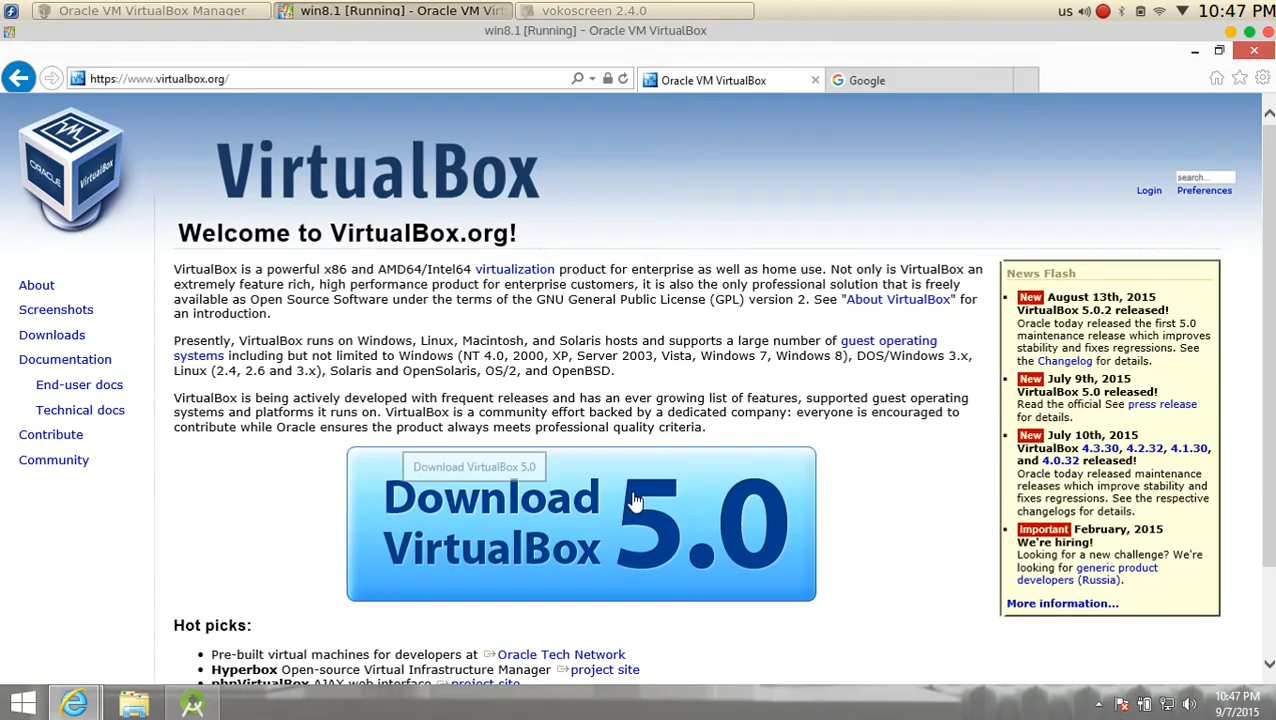 Oracle VM VirtualBox Manager
win8.1 [Running] - Oracle VM Virt
vokoscreen 2.4.0
us
10:47 PM
win8.1 [Running] - Oracle VM VirtualBox
https://www.virtualbox.org/
Oracle VM VirtualBox
Google
ORACLE
VirtualBox
VirtualBox
search...
Login
Preferences
Welcome to VirtualBox.org!
About
Screenshots
Downloads
Documentation
End-user docs
Technical docs
Contribute
Community
VirtualBox is a powerful x86 and AMD64/Intel64 virtualization product for enterprise as well as home use. Not only is VirtualBox an
extremely feature rich, high performance product for enterprise customers, it is also the only professional solution that is freely
available as Open Source Software under the terms of the GNU General Public License (GPL) version 2. See "About VirtualBox" for
an introduction.
Presently, VirtualBox runs on Windows, Linux, Macintosh, and Solaris hosts and supports a large number of guest operating
systems including but not limited to Windows (NT 4.0, 2000, XP, Server 2003, Vista, Windows 7, Windows 8), DOS/Windows 3.x,
Linux (2.4, 2.6 and 3.x), Solaris and OpenSolaris, OS/2, and OpenBSD.
VirtualBox is being actively developed with frequent releases and has an ever growing list of features, supported guest operating
systems and platforms it runs on. VirtualBox is a community effort backed by a dedicated company: everyone is encouraged to
contribute while Oracle ensures the product always meets professional quality criteria.
Download VirtualBox 5.0
Download
VirtualBox
5.0
Hot picks:
Pre-built virtual machines for developers at Oracle Tech Network
Hyperbox Open-source Virtual Infrastructure Manager project site
phpVirtualBox AJAX web interface project site
News Flash
New August 13th, 2015
VirtualBox 5.0.2 released!
Oracle today released the first 5.0
maintenance release which improves
stability and fixes regressions. See
the Changelog for details.
New July 9th, 2015
VirtualBox 5.0 released!
Read the official See press release
for details.
New July 10th, 2015
VirtualBox 4.3.30, 4.2.32, 4.1.30,
and 4.0.32 released!
Oracle today released maintenance
releases which improve stability and
fixes regressions. See the respective
changelogs for details.
Important February, 2015
We're hiring!
Looking for a new challenge? We're
looking for generic product
developers (Russia).
More information...
10:47 PM
9/7/2015